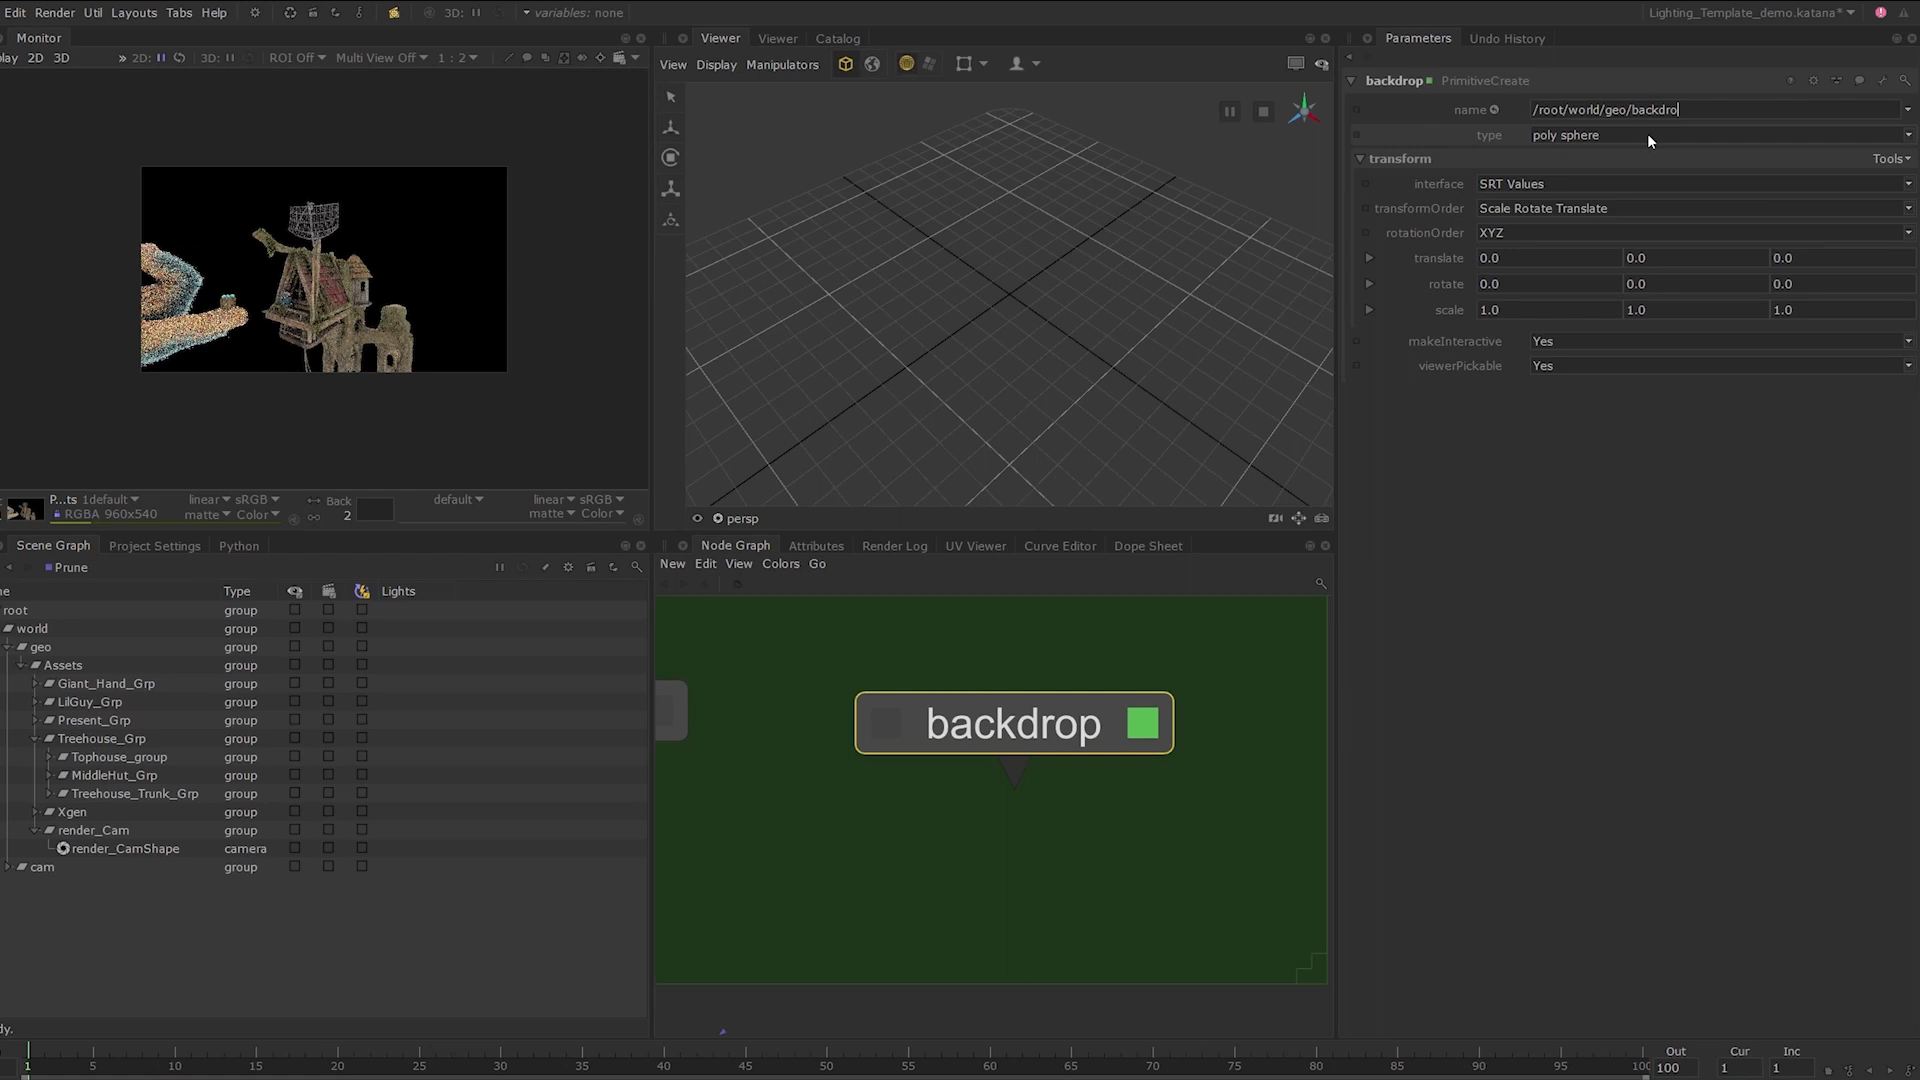 Edit Render Util Layouts Tabs Help 3D: variables: none Lighting_Template_demo.katana*
Monitor
lay 2D 3D 2D: 3D: ROI Off Multi View Off 1 : 2
P...ts 1default linear sRGB Back default linear sRGB
RGBA 960x540 matte Color 2 matte Color
Viewer Viewer Catalog
View Display Manipulators
persp
Parameters Undo History
backdrop PrimitiveCreate
name /root/world/geo/backdro
type poly sphere
transform Tools
interface SRT Values
transformOrder Scale Rotate Translate
rotationOrder XYZ
translate 0.0 0.0 0.0
rotate 0.0 0.0 0.0
scale 1.0 1.0 1.0
makeInteractive Yes
viewerPickable Yes
Scene Graph Project Settings Python
Prune
e Type Lights
root group
world group
geo group
Assets group
Giant_Hand_Grp group
LilGuy_Grp group
Present_Grp group
Treehouse_Grp group
Tophouse_group group
MiddleHut_Grp group
Treehouse_Trunk_Grp group
Xgen group
render_Cam group
render_CamShape camera
cam group
dy.
Node Graph Attributes Render Log UV Viewer Curve Editor Dope Sheet
New Edit View Colors Go
backdrop
1 5 10 15 20 25 30 35 40 45 50 55 60 65 70 75 80 85 90 95 100
Out Cur Inc
100 1 1